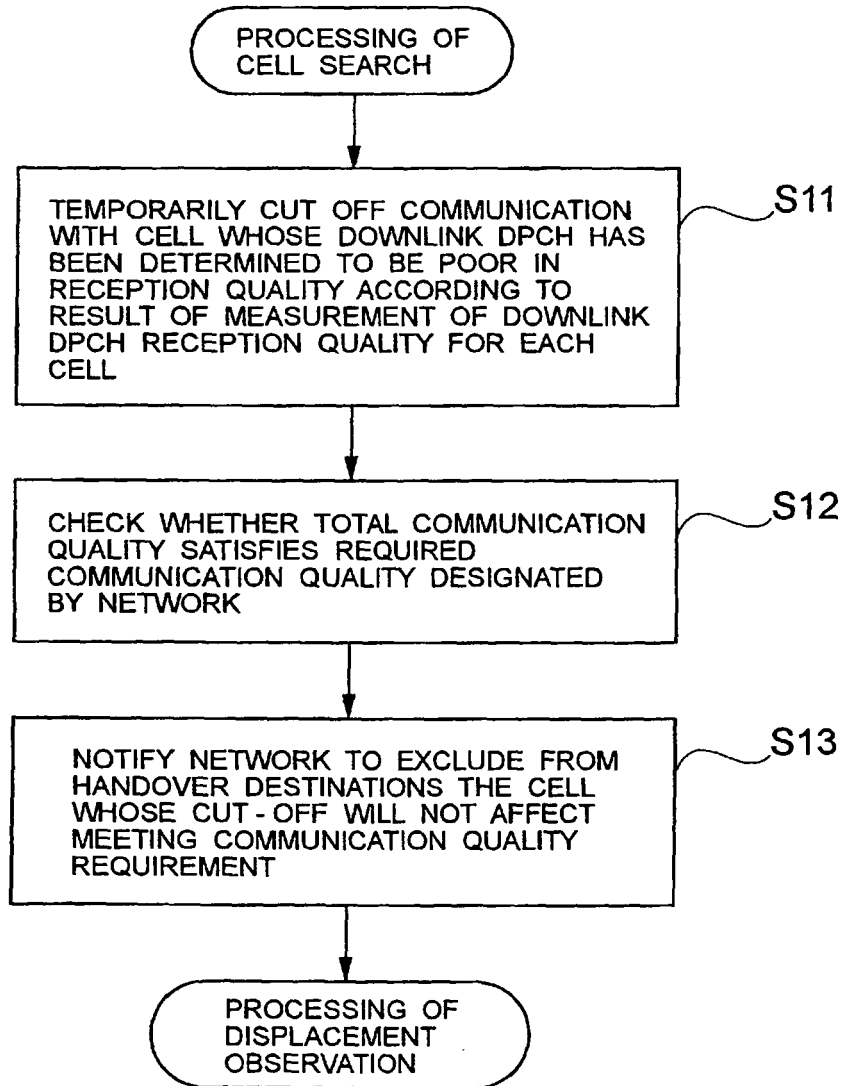 PROCESSING OF
CELL SEARCH
TEMPORARILY CUT OFF COMMUNICATION
WITH CELL WHOSE DOWNLINK DPCH HAS
BEEN DETERMINED TO BE POOR IN
RECEPTION QUALITY ACCORDING TO
RESULT OF MEASUREMENT OF DOWNLINK
DPCH RECEPTION QUALITY FOR EACH
CELL
S11
CHECK WHETHER TOTAL COMMUNICATION
QUALITY SATISFIES REQUIRED
COMMUNICATION QUALITY DESIGNATED
BY NETWORK
S12
NOTIFY NETWORK TO EXCLUDE FROM
HANDOVER DESTINATIONS THE CELL
WHOSE CUT-OFF WILL NOT AFFECT
MEETING COMMUNICATION QUALITY
REQUIREMENT
S13
PROCESSING OF
DISPLACEMENT
OBSERVATION